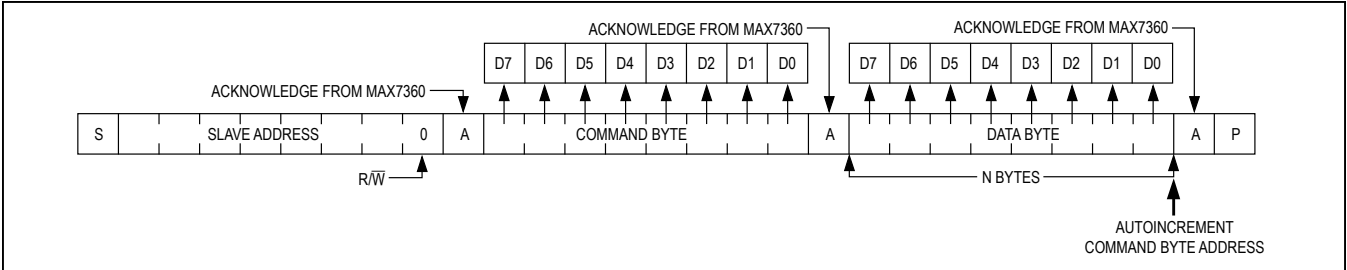 ACKNOWLEDGE FROM MAX7360
ACKNOWLEDGE FROM MAX7360
D7 D6 D5 D4 D3 D2 D1 D0
D7 D6 D5 D4 D3 D2 D1 D0
ACKNOWLEDGE FROM MAX7360
S SLAVE ADDRESS 0 A COMMAND BYTE A DATA BYTE A P
R/W̅
N BYTES
AUTOINCREMENT
COMMAND BYTE ADDRESS